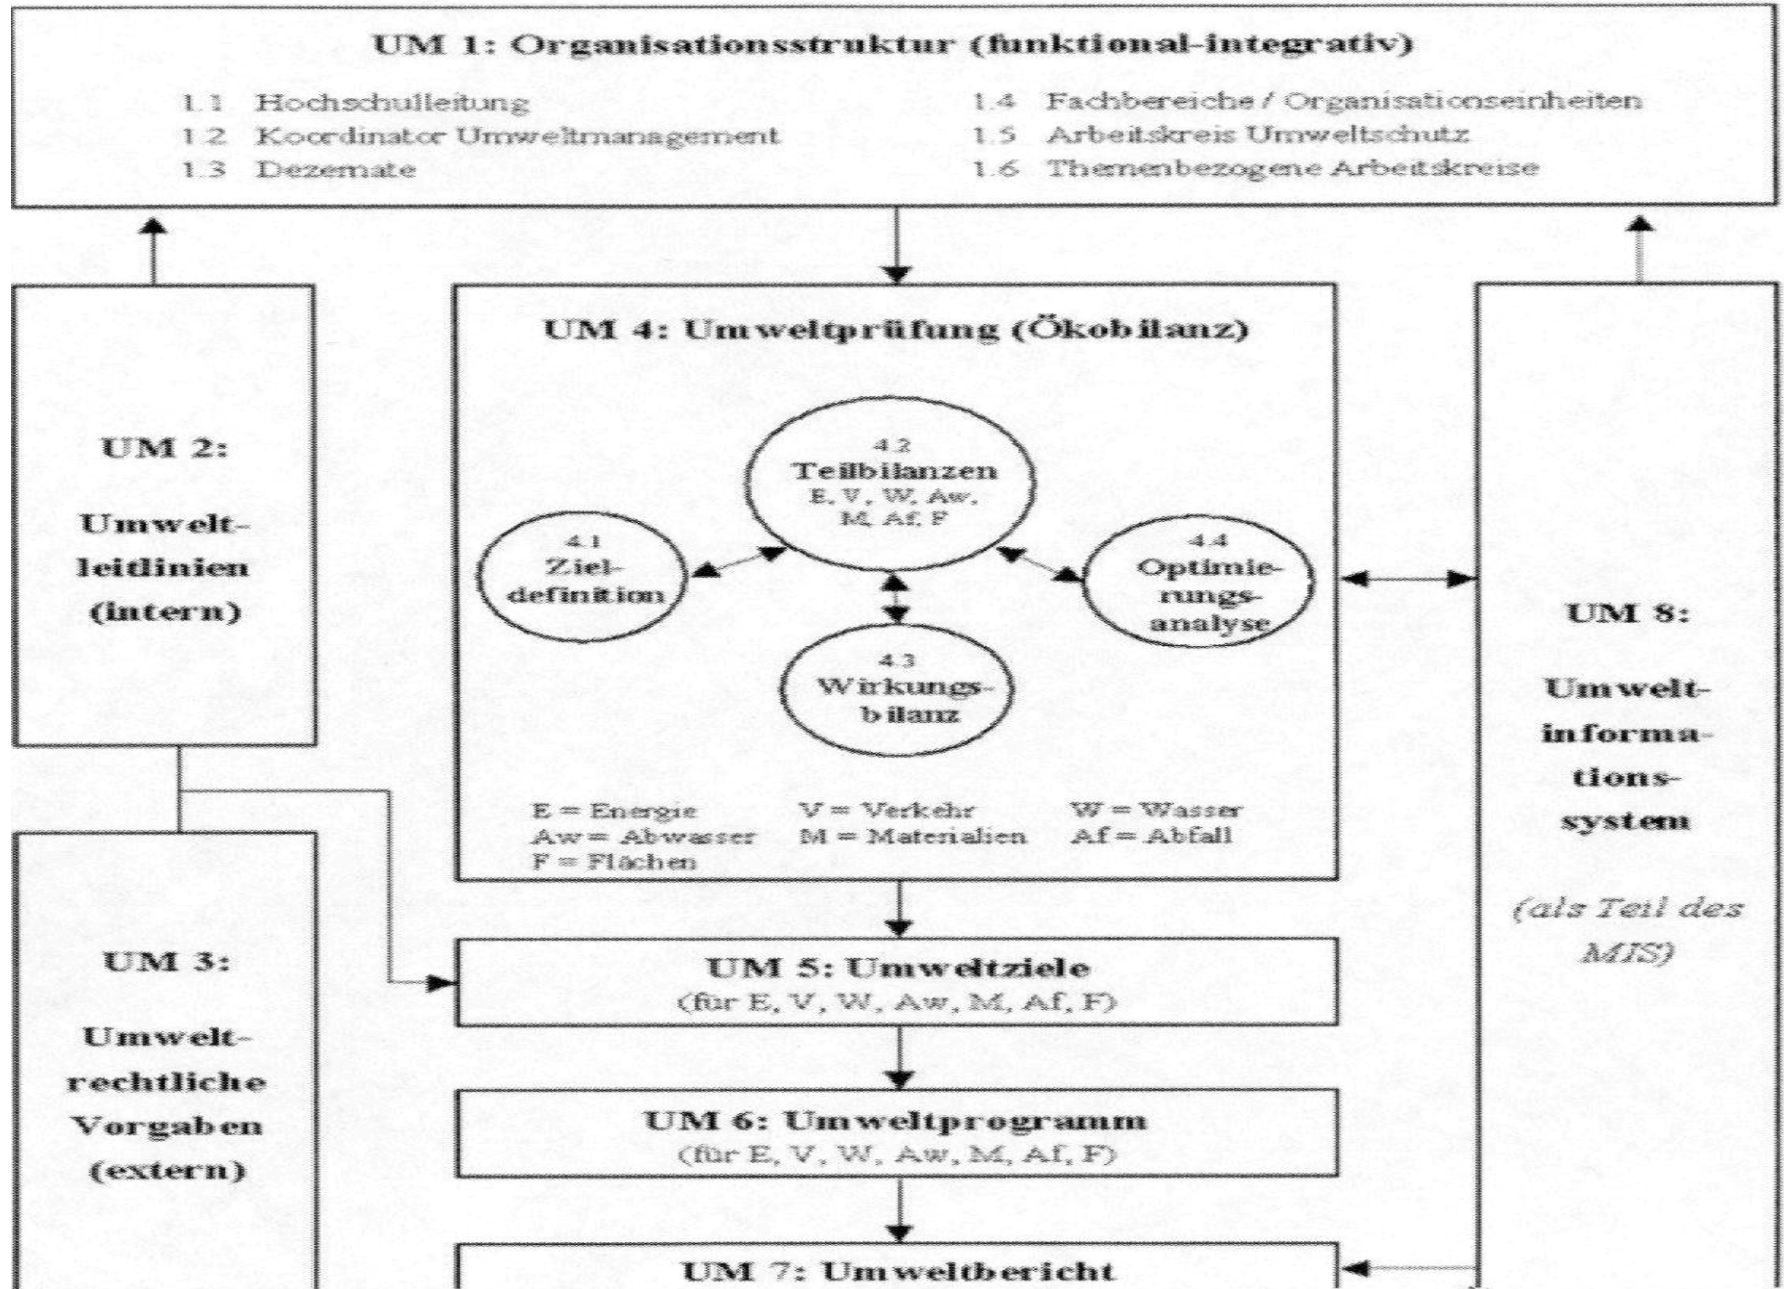 UM 1: Organisationsstruktur (funktional-integrativ)
1.1 Hochschulleitung
1.2 Koordinator Umweltmanagement
1.3 Dezernate
1.4 Fachbereiche / Organisationseinheiten
1.5 Arbeitskreis Umweltschutz
1.6 Themenbezogene Arbeitskreise
UM 2:
Umwelt-
leitlinien
(intern)
UM 3:
Umwelt-
rechtliche
Vorgaben
(extern)
UM 4: Umweltprüfung (Ökobilanz)
4.1
Ziel-
definition
4.2
Teilbilanzen
E, V, W, Aw,
M, Af, F
4.3
Wirkungs-
bilanz
4.4
Optimie-
rungs-
analyse
E = Energie V = Verkehr W = Wasser
Aw = Abwasser M = Materialien Af = Abfall
F = Flächen
UM 5: Umweltziele
(für E, V, W, Aw, M, Af, F)
UM 6: Umweltprogramm
(für E, V, W, Aw, M, Af, F)
UM 7: Umweltbericht
UM 8:
Umwelt-
informa-
tions-
system
(als Teil des
MIS)